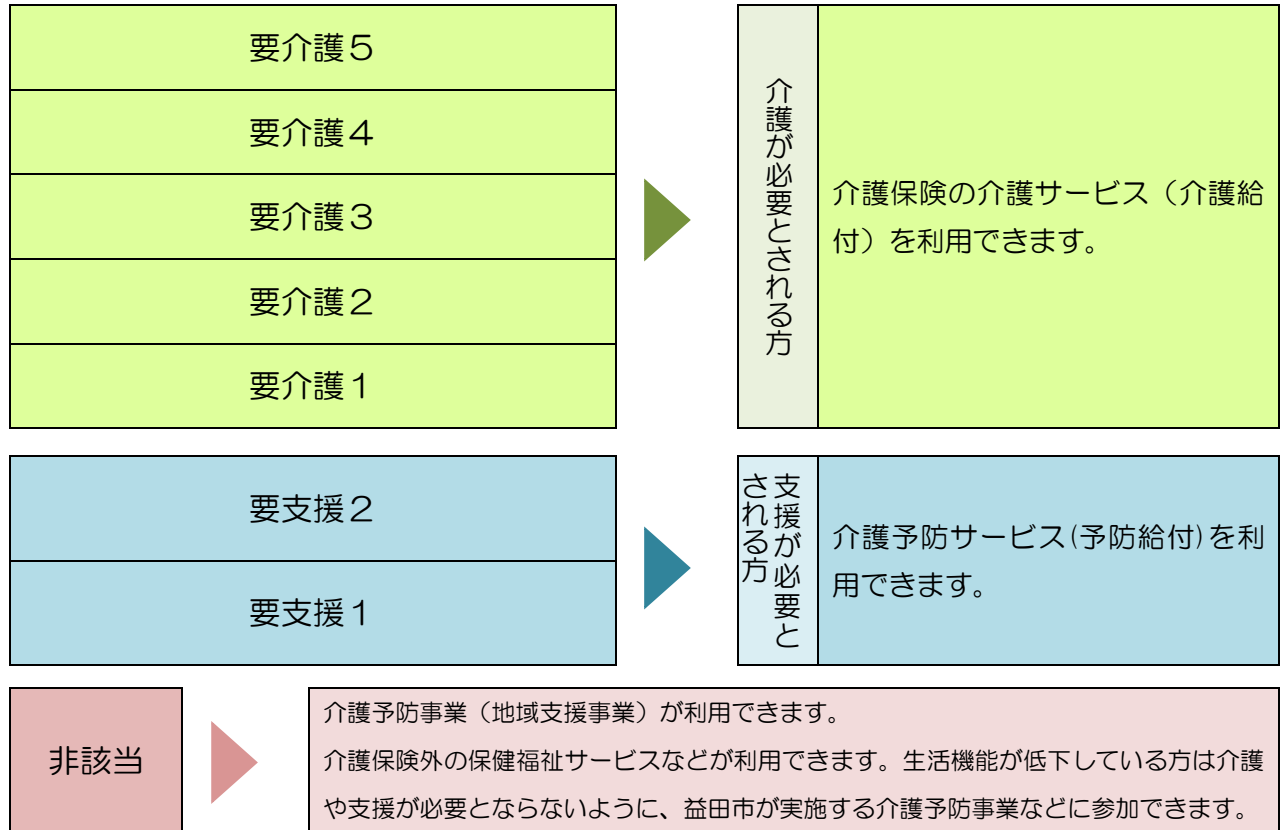 要介護５
要介護４
要介護３
要介護２
要介護１
介護が必要とされる方
介護保険の介護サービス（介護給
付）を利用できます。
要支援２
要支援１
支援が必要と
される方
介護予防サービス(予防給付)を利
用できます。
非該当
介護予防事業（地域支援事業）が利用できます。
介護保険外の保健福祉サービスなどが利用できます。生活機能が低下している方は介護
や支援が必要とならないように、益田市が実施する介護予防事業などに参加できます。